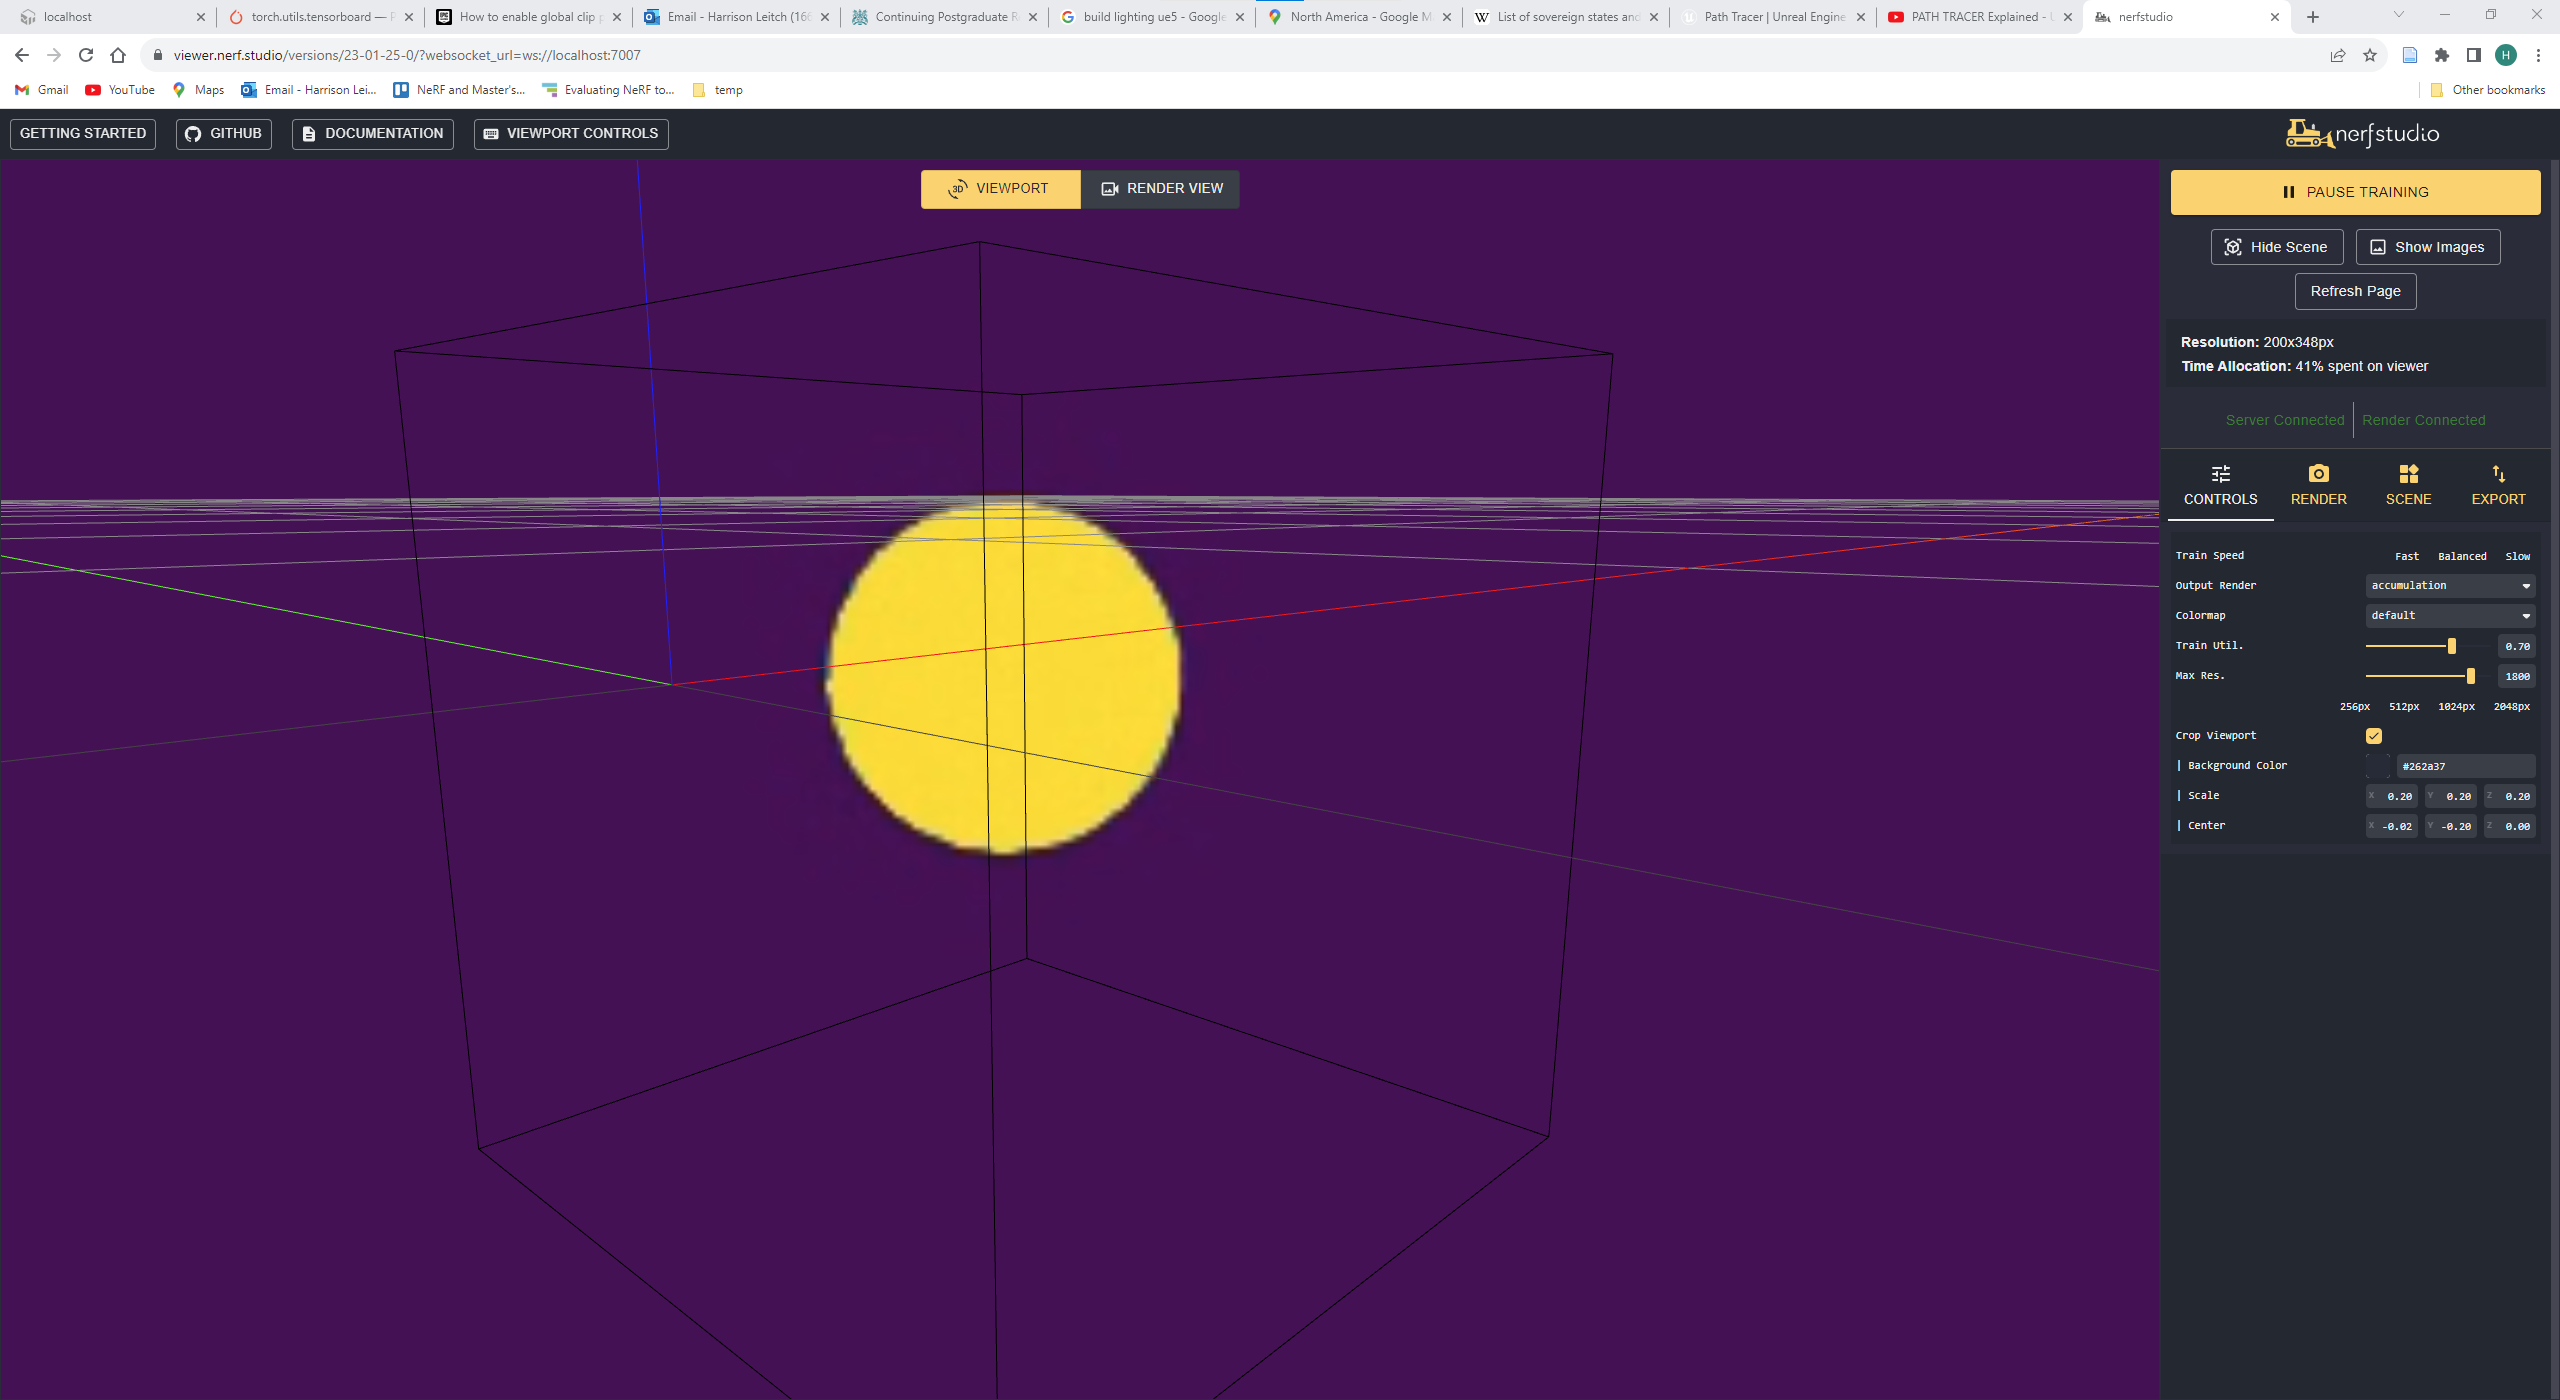 localhost
torch.utils.tensorboard — P
How to enable global clip p
Email - Harrison Leitch (166
Continuing Postgraduate R
build lighting ue5 - Google
North America - Google M
List of sovereign states and
Path Tracer | Unreal Engine
PATH TRACER Explained - U
nerfstudio
viewer.nerf.studio/versions/23-01-25-0/?websocket_url=ws://localhost:7007
H
Gmail
YouTube
Maps
Email - Harrison Lei...
NeRF and Master's...
Evaluating NeRF to...
temp
Other bookmarks
GETTING STARTED
GITHUB
DOCUMENTATION
VIEWPORT CONTROLS
nerfstudio
3D VIEWPORT
RENDER VIEW
PAUSE TRAINING
Hide Scene
Show Images
Refresh Page
Resolution: 200x348px
Time Allocation: 41% spent on viewer
Server Connected
Render Connected
CONTROLS
RENDER
SCENE
EXPORT
Train Speed Fast Balanced Slow
Output Render accumulation
Colormap default
Train Util. 0.70
Max Res. 1800
256px 512px 1024px 2048px
Crop Viewport
| Background Color #262a37
| Scale X 0.20 Y 0.20 Z 0.20
| Center X -0.02 Y -0.20 Z 0.00